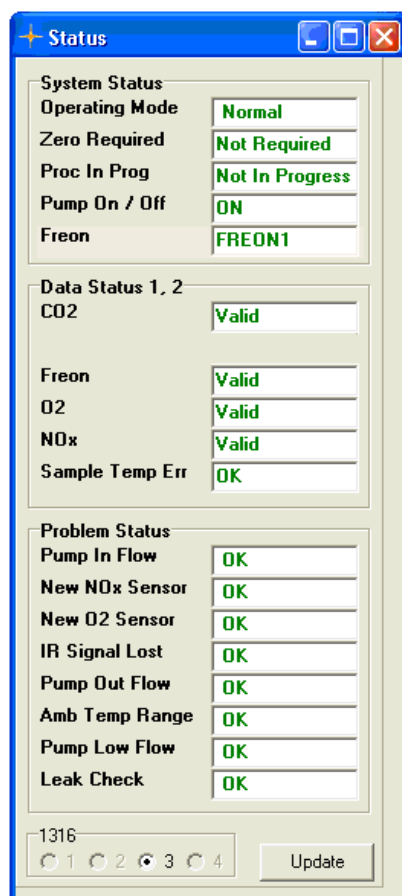 Status
System Status
Operating Mode Normal
Zero Required Not Required
Proc In Prog Not In Progress
Pump On / Off ON
Freon FREON1
Data Status 1, 2
CO2 Valid
Freon Valid
O2 Valid
NOx Valid
Sample Temp Err OK
Problem Status
Pump In Flow OK
New NOx Sensor OK
New O2 Sensor OK
IR Signal Lost OK
Pump Out Flow OK
Amb Temp Range OK
Pump Low Flow OK
Leak Check OK
1316
1 2 3 4 Update